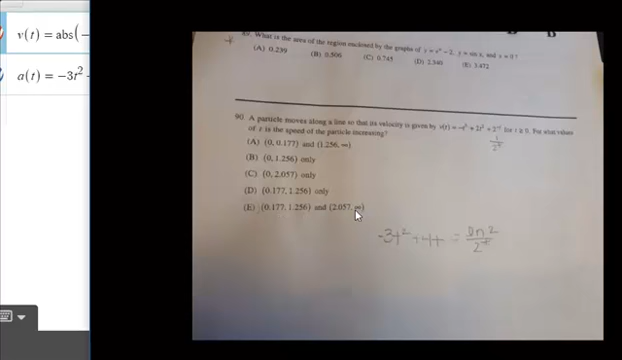 v(t) = abs(−
a(t) = −3t² −
89. What is the area of the region enclosed by the graphs of y = eˣ − 2, y = sin x, and x = 0 ?
(A) 0.239 (B) 0.506 (C) 0.745 (D) 2.340 (E) 3.472
90. A particle moves along a line so that its velocity is given by v(t) = −t³ + 2t² + 2⁻ᵗ for t ≥ 0. For what values
of t is the speed of the particle increasing?
(A) (0, 0.177) and (1.256, ∞)
(B) (0, 1.256) only
(C) (0, 2.057) only
(D) (0.177, 1.256) only
(E) (0.177, 1.256) and (2.057, ∞)
1
2ᵗ
-3t² + 4t = ln 2
2ᵗ